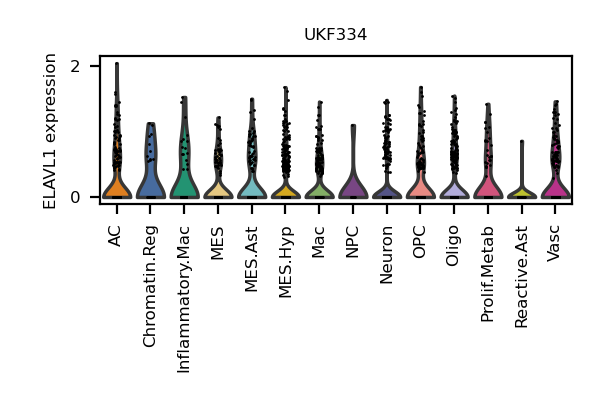 UKF334
ELAVL1 expression
2
0
AC
Chromatin.Reg
Inflammatory.Mac
MES
MES.Ast
MES.Hyp
Mac
NPC
Neuron
OPC
Oligo
Prolif.Metab
Reactive.Ast
Vasc